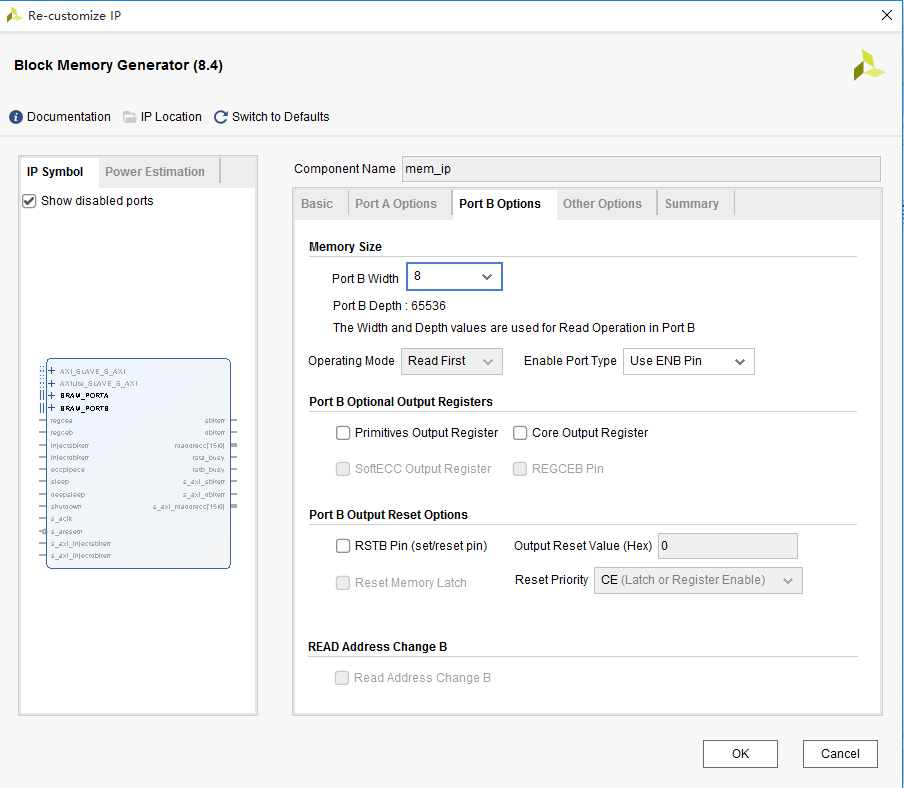 Re-customize IP
Block Memory Generator (8.4)
Documentation IP Location Switch to Defaults
IP Symbol Power Estimation
Show disabled ports
AXI_SLAVE_S_AXI
AXILite_SLAVE_S_AXI
BRAM_PORTA
BRAM_PORTB
regcea sbiterr
regceb dbiterr
injectsbiterr rdaddrecc[15:0]
injectdbiterr rsta_busy
eccpipece rstb_busy
sleep s_axi_sbiterr
deepsleep s_axi_dbiterr
shutdown s_axi_rdaddrecc[15:0]
s_aclk
s_aresetn
s_axi_injectsbiterr
s_axi_injectdbiterr
Component Name mem_ip
Basic Port A Options Port B Options Other Options Summary
Memory Size
Port B Width 8
Port B Depth : 65536
The Width and Depth values are used for Read Operation in Port B
Operating Mode Read First Enable Port Type Use ENB Pin
Port B Optional Output Registers
Primitives Output Register Core Output Register
SoftECC Output Register REGCEB Pin
Port B Output Reset Options
RSTB Pin (set/reset pin) Output Reset Value (Hex) 0
Reset Memory Latch Reset Priority CE (Latch or Register Enable)
READ Address Change B
Read Address Change B
OK Cancel